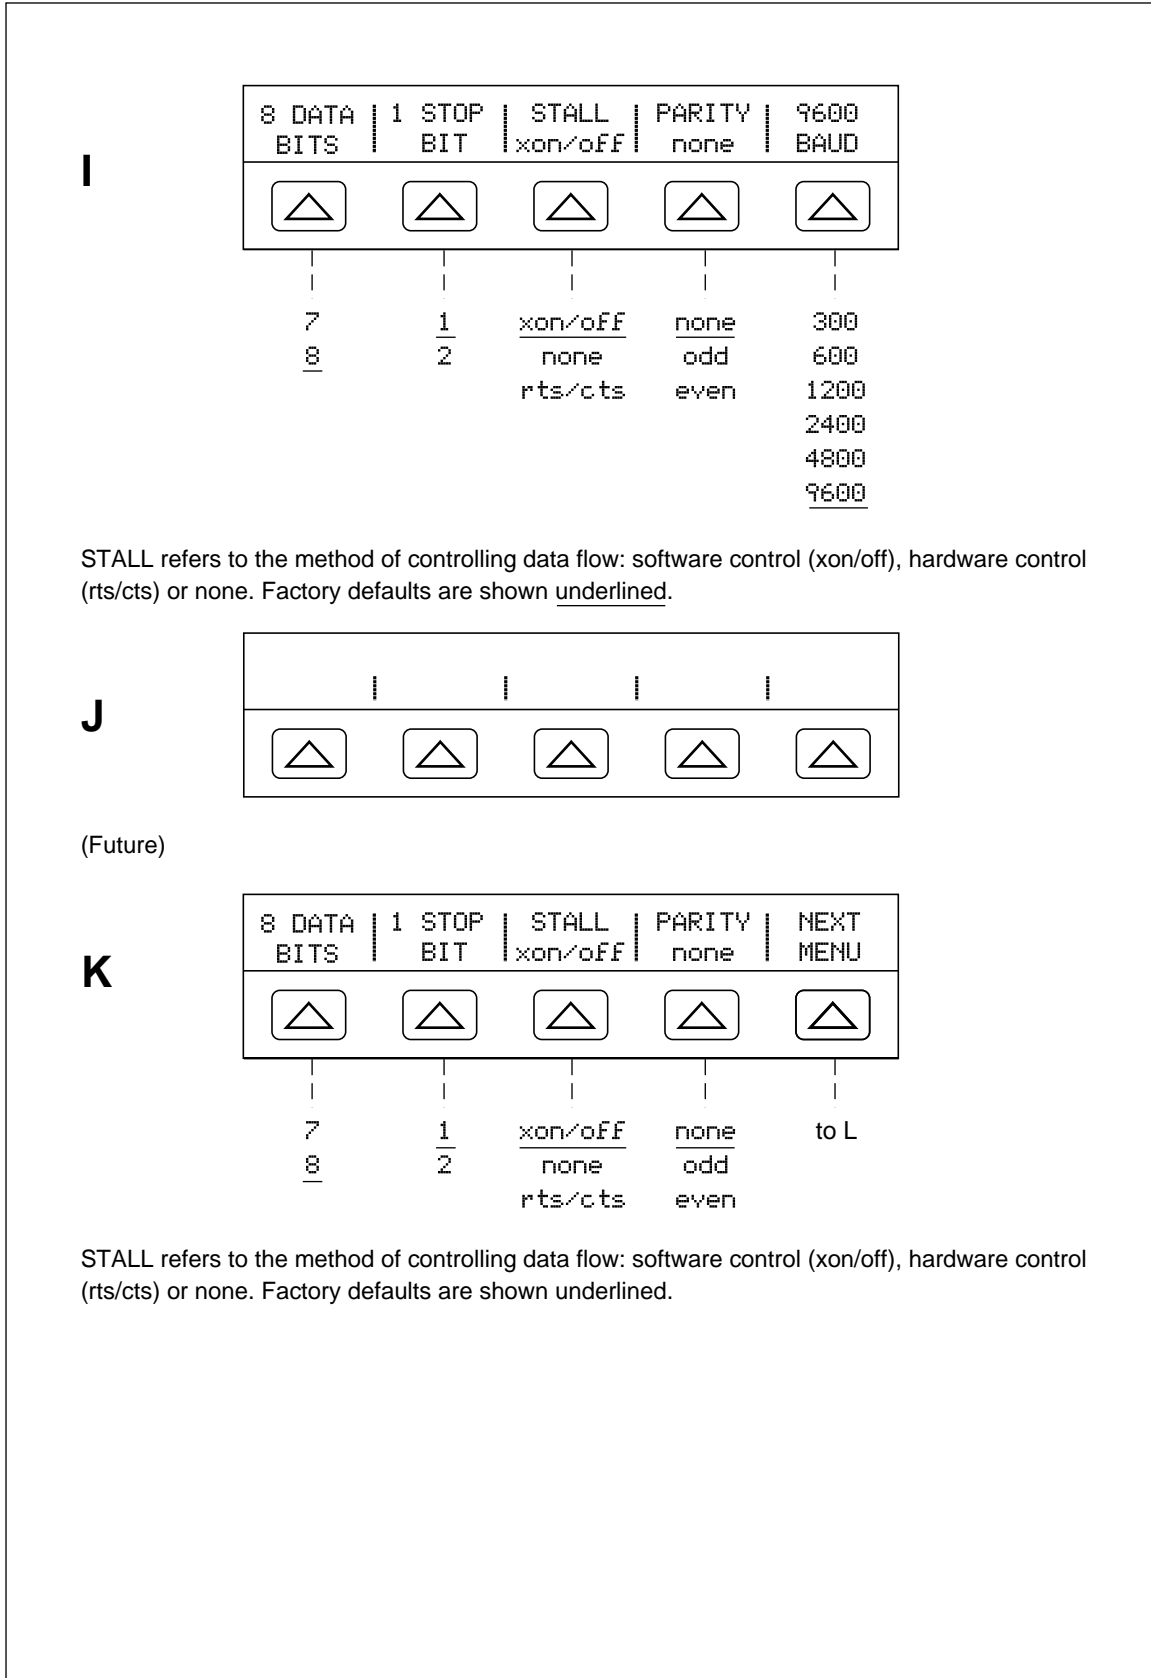 I
8 DATA | 1 STOP | STALL | PARITY | 9600
BITS | BIT | xon/off | none | BAUD
7 1 xon/off none 300
8 2 none odd 600
rts/cts even 1200
2400
4800
9600
STALL refers to the method of controlling data flow: software control (xon/off), hardware control
(rts/cts) or none. Factory defaults are shown underlined.
J
(Future)
K
8 DATA | 1 STOP | STALL | PARITY | NEXT
BITS | BIT | xon/off | none | MENU
7 1 xon/off none to L
8 2 none odd
rts/cts even
STALL refers to the method of controlling data flow: software control (xon/off), hardware control
(rts/cts) or none. Factory defaults are shown underlined.